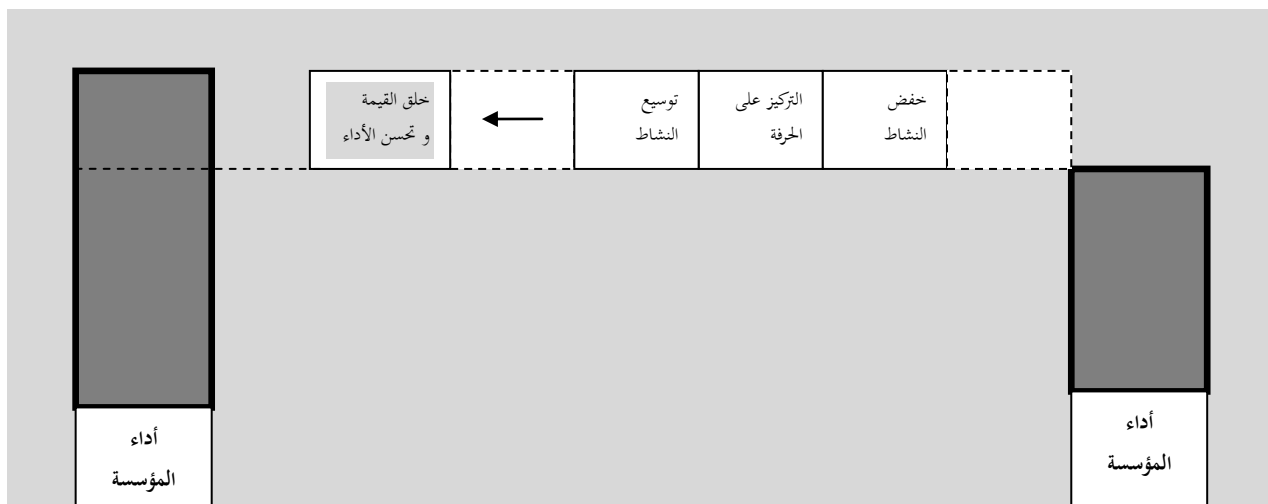 خفض
النشاط
التركيز على
الحرفة
توسيع
النشاط
خلق القيمة
و تحسن الأداء
أداء
المؤسسة
أداء
المؤسسة